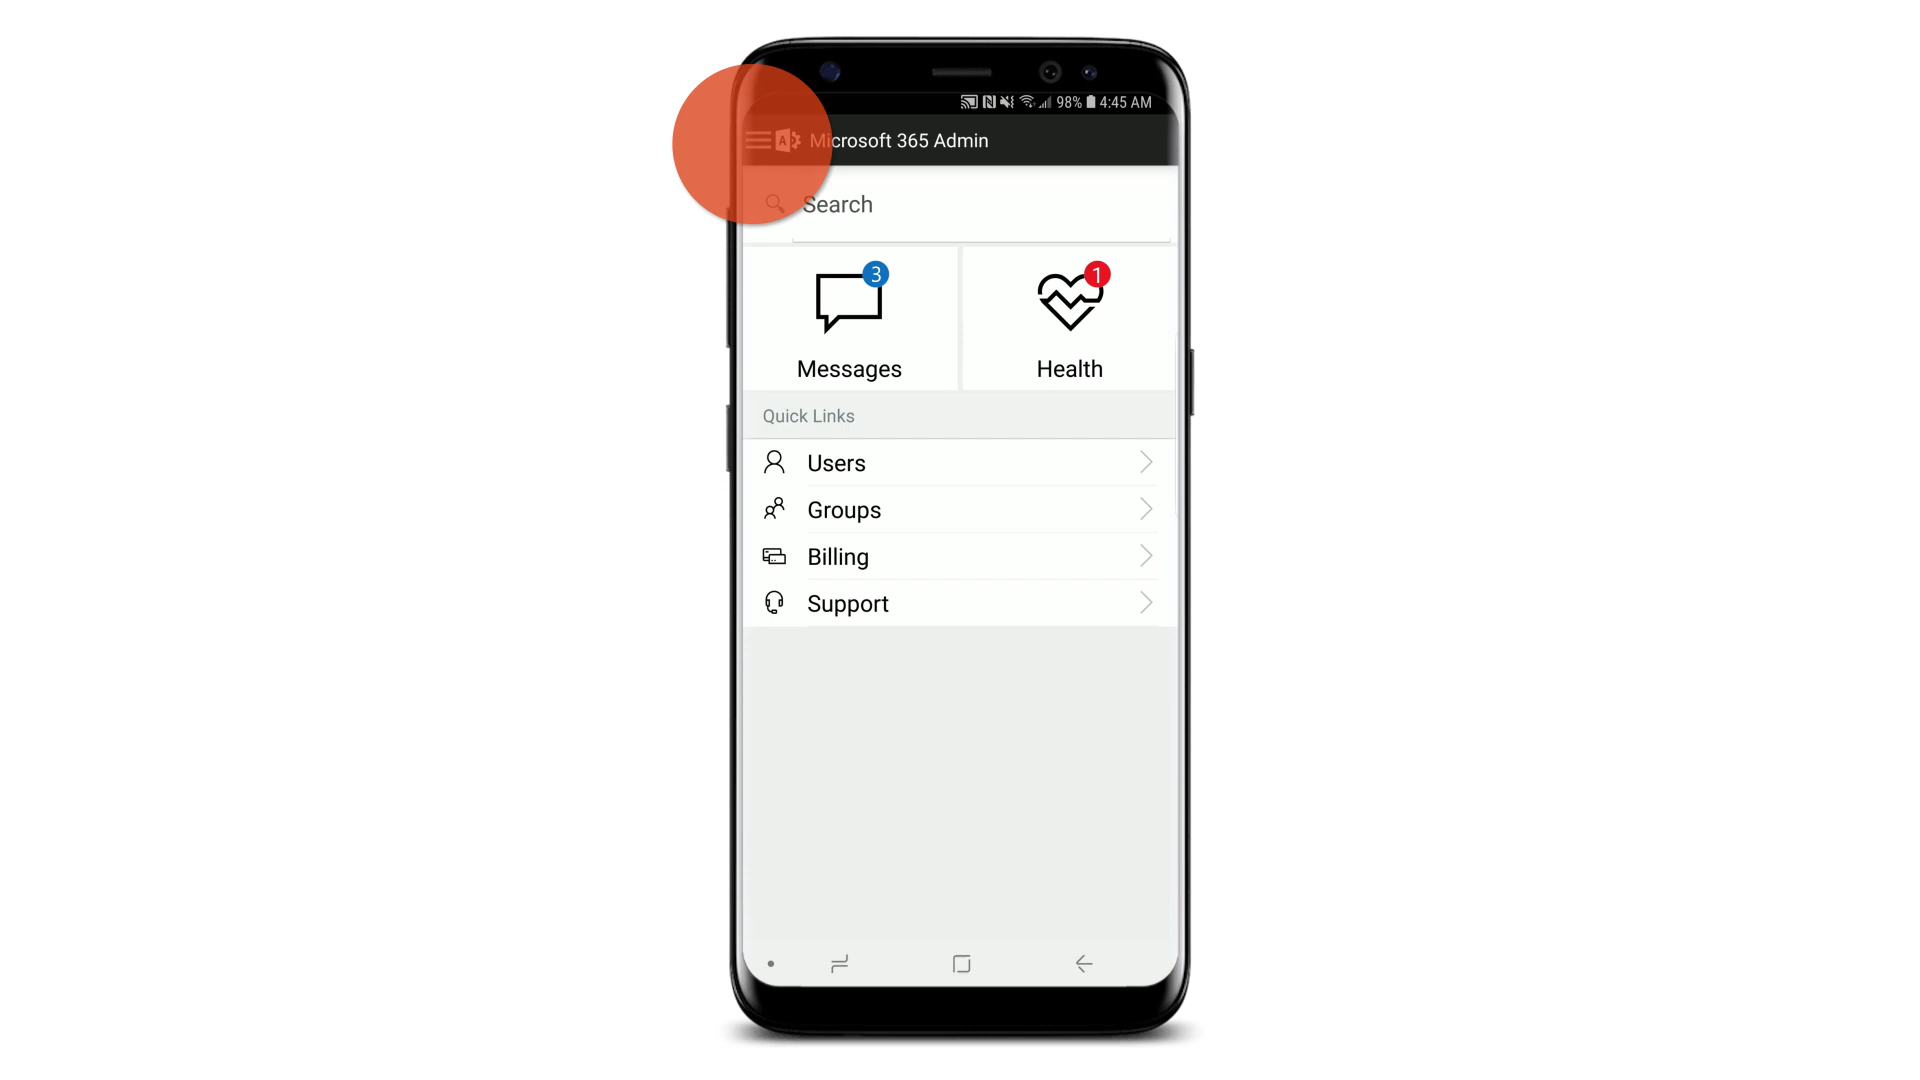 98% 4:45 AM
Microsoft 365 Admin
Search
3
1
Messages
Health
Quick Links
Users
Groups
Billing
Support